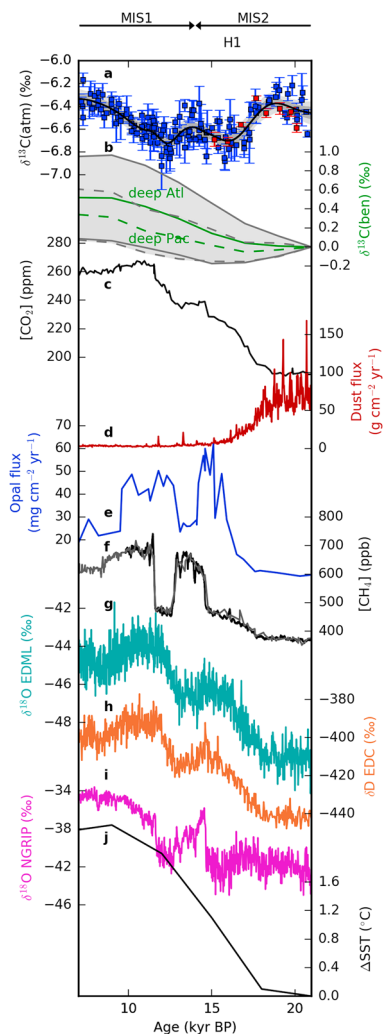 MIS1 MIS2
H1
a
−6.0
−6.2
−6.4
−6.6
−6.8
−7.0
δ¹³C(atm) (‰)
b
deep Atl
deep Pac
1.0
0.8
0.6
0.4
0.2
0.0
−0.2
δ¹³C(ben) (‰)
280
260
240
220
200
[CO₂] (ppm)
c
150
100
50
0
Dust flux
(g cm⁻² yr⁻¹)
d
70
60
50
40
30
20
Opal flux
(mg cm⁻² yr⁻¹)
e
800
700
600
500
400
[CH₄] (ppb)
f
g
−42
−44
−46
−48
δ¹⁸O EDML (‰)
h
−380
−400
−420
−440
δD EDC (‰)
i
−34
−38
−42
−46
δ¹⁸O NGRIP (‰)
j
1.6
1.2
0.8
0.4
0.0
ΔSST (°C)
10 15 20
Age (kyr BP)